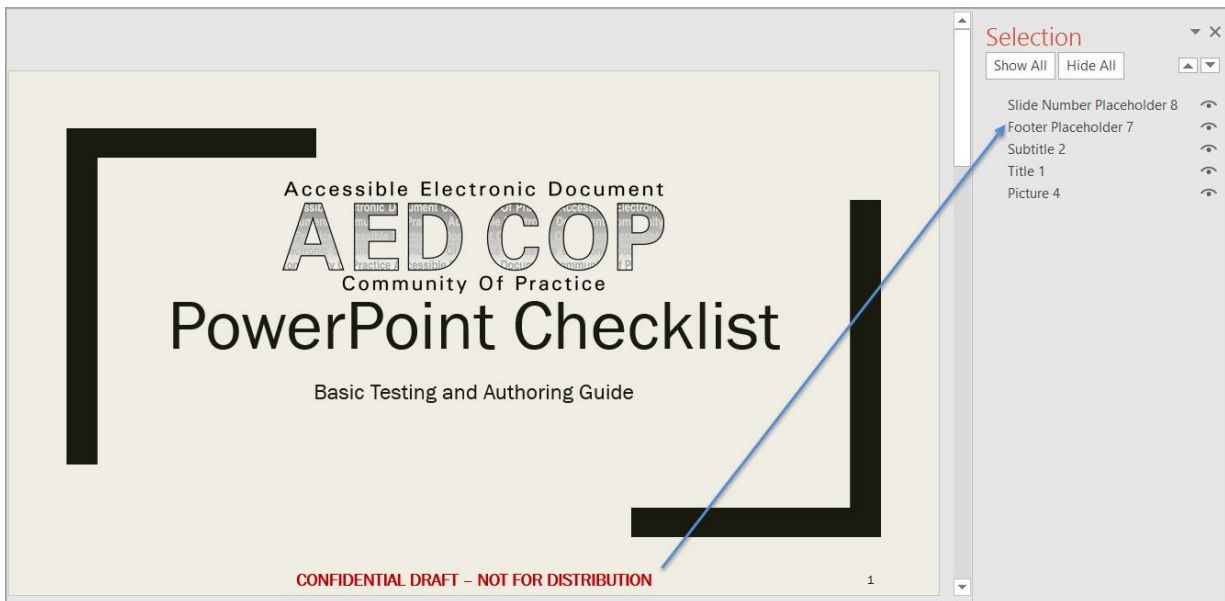 Accessible Electronic Document
AED COP
Community Of Practice
PowerPoint Checklist
Basic Testing and Authoring Guide
CONFIDENTIAL DRAFT – NOT FOR DISTRIBUTION
1
Selection
Show All Hide All
Slide Number Placeholder 8
Footer Placeholder 7
Subtitle 2
Title 1
Picture 4